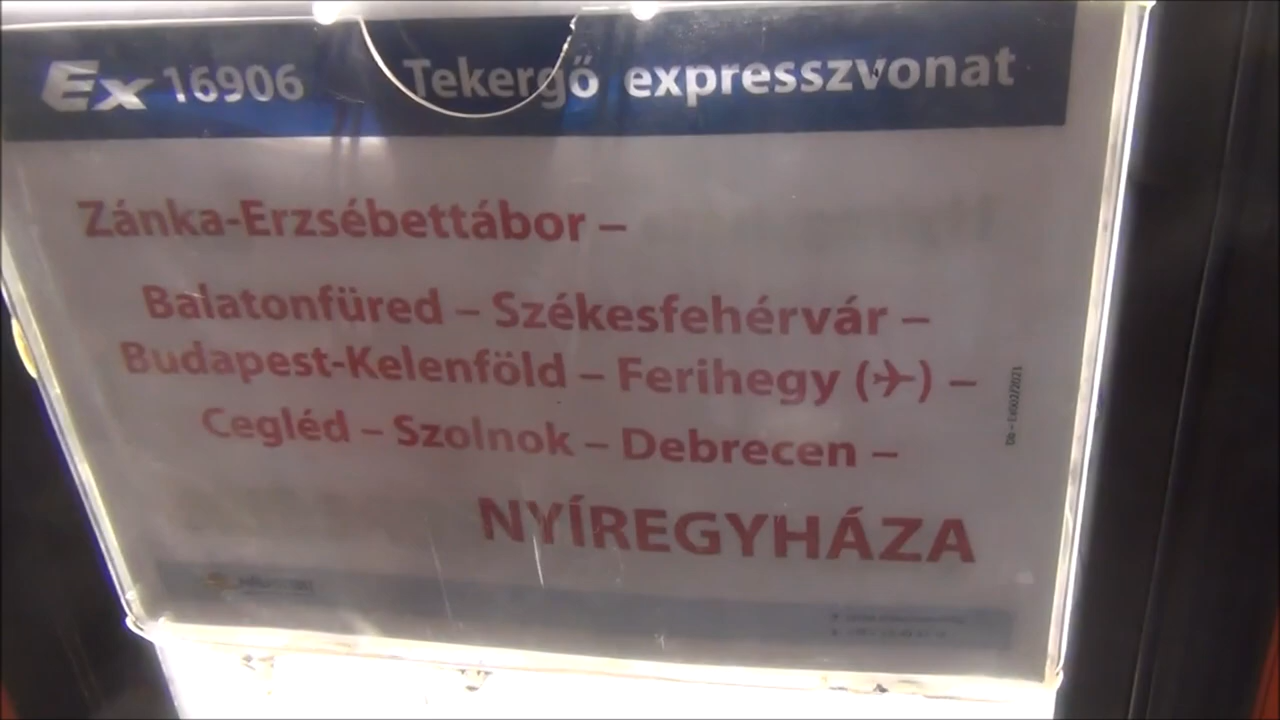 Ex 16906 Tekergő expresszvonat
Zánka-Erzsébettábor –
Balatonfüred – Székesfehérvár –
Budapest-Kelenföld – Ferihegy (✈) –
Cegléd – Szolnok – Debrecen –
NYÍREGYHÁZA